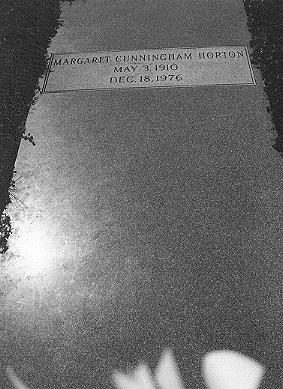 MARGARET CUNNINGHAM HORTON
MAY 3, 1910
DEC. 18, 1976